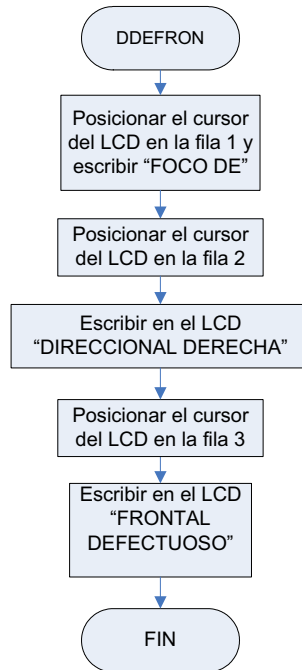 DDEFRON
Posicionar el cursor
del LCD en la fila 1 y
escribir “FOCO DE”
Posicionar el cursor
del LCD en la fila 2
Escribir en el LCD
“DIRECCIONAL DERECHA”
Posicionar el cursor
del LCD en la fila 3
Escribir en el LCD
“FRONTAL
DEFECTUOSO”
FIN